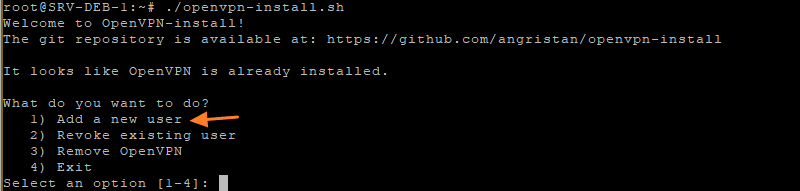 root@SRV-DEB-1:~# ./openvpn-install.sh
Welcome to OpenVPN-install!
The git repository is available at: https://github.com/angristan/openvpn-install
It looks like OpenVPN is already installed.
What do you want to do?
1) Add a new user
2) Revoke existing user
3) Remove OpenVPN
4) Exit
Select an option [1-4]: